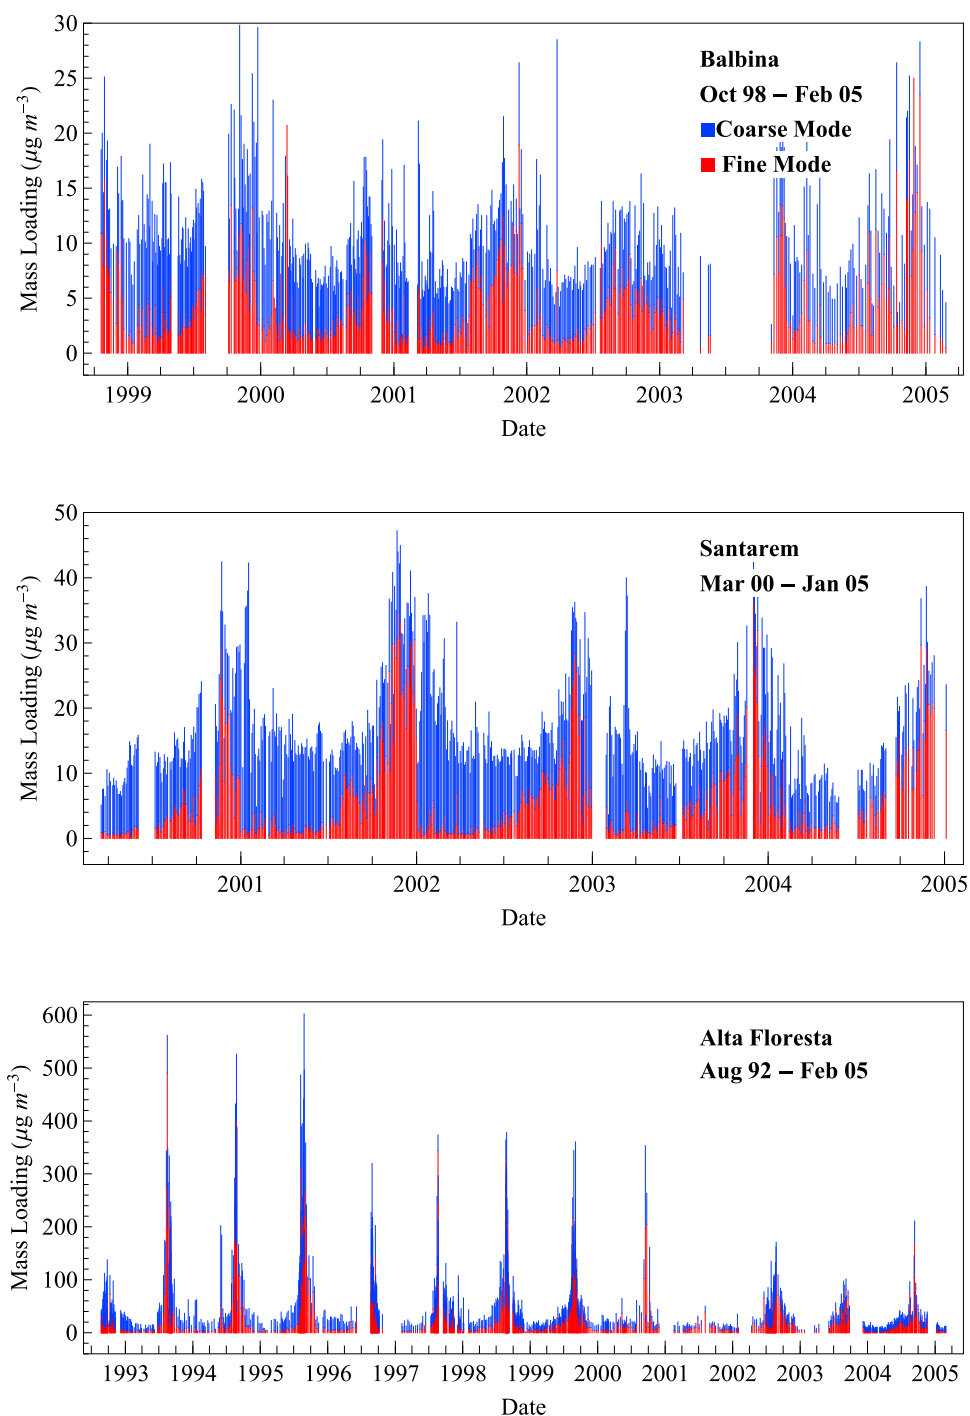 30
25
20
15
10
5
0
Mass Loading (μg m⁻³)
Balbina
Oct 98 – Feb 05
Coarse Mode
Fine Mode
1999 2000 2001 2002 2003 2004 2005
Date
50
40
30
20
10
0
Mass Loading (μg m⁻³)
Santarem
Mar 00 – Jan 05
2001 2002 2003 2004 2005
Date
600
500
400
300
200
100
0
Mass Loading (μg m⁻³)
Alta Floresta
Aug 92 – Feb 05
1993 1994 1995 1996 1997 1998 1999 2000 2001 2002 2003 2004 2005
Date